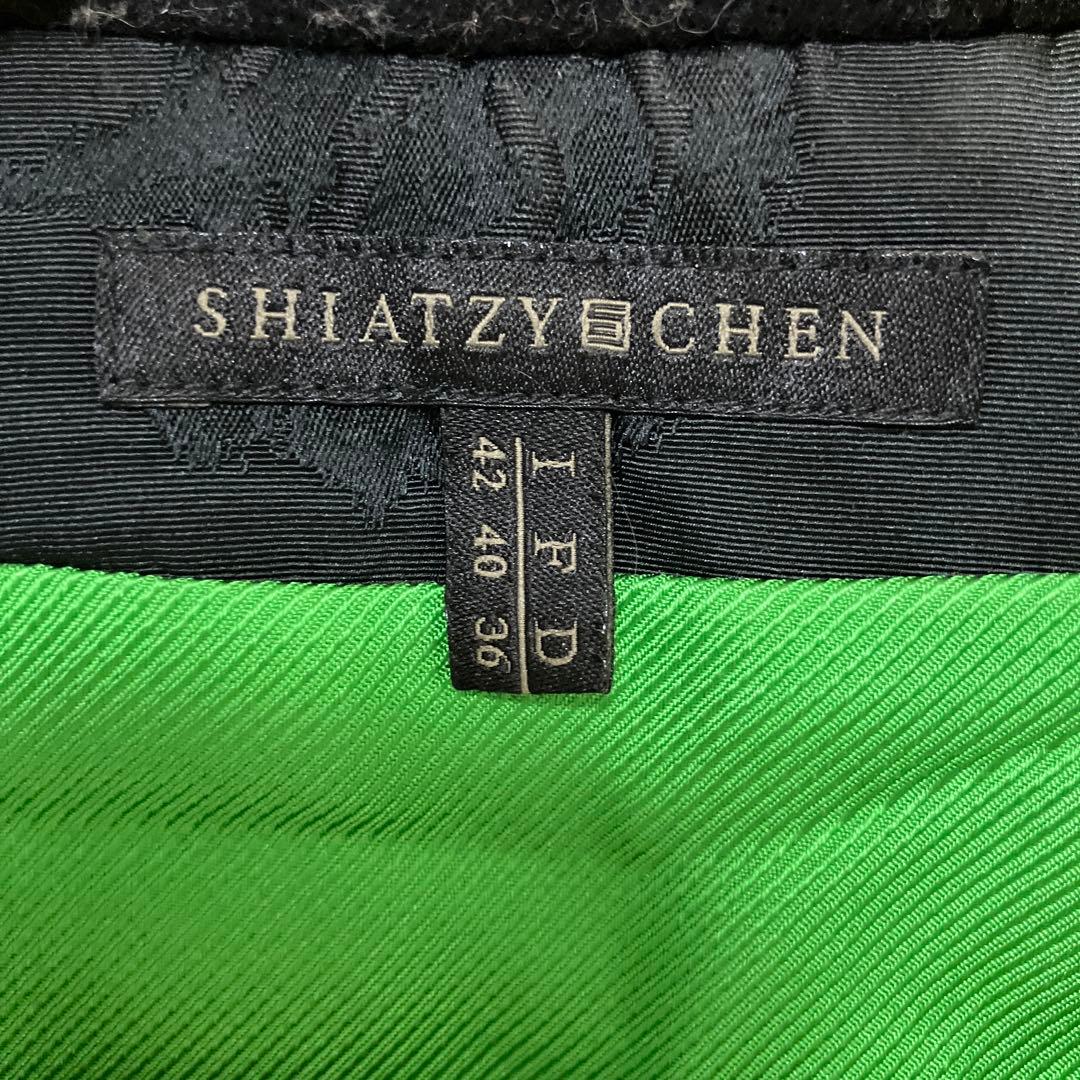 SHIATZY CHEN
I F D
42 40 36